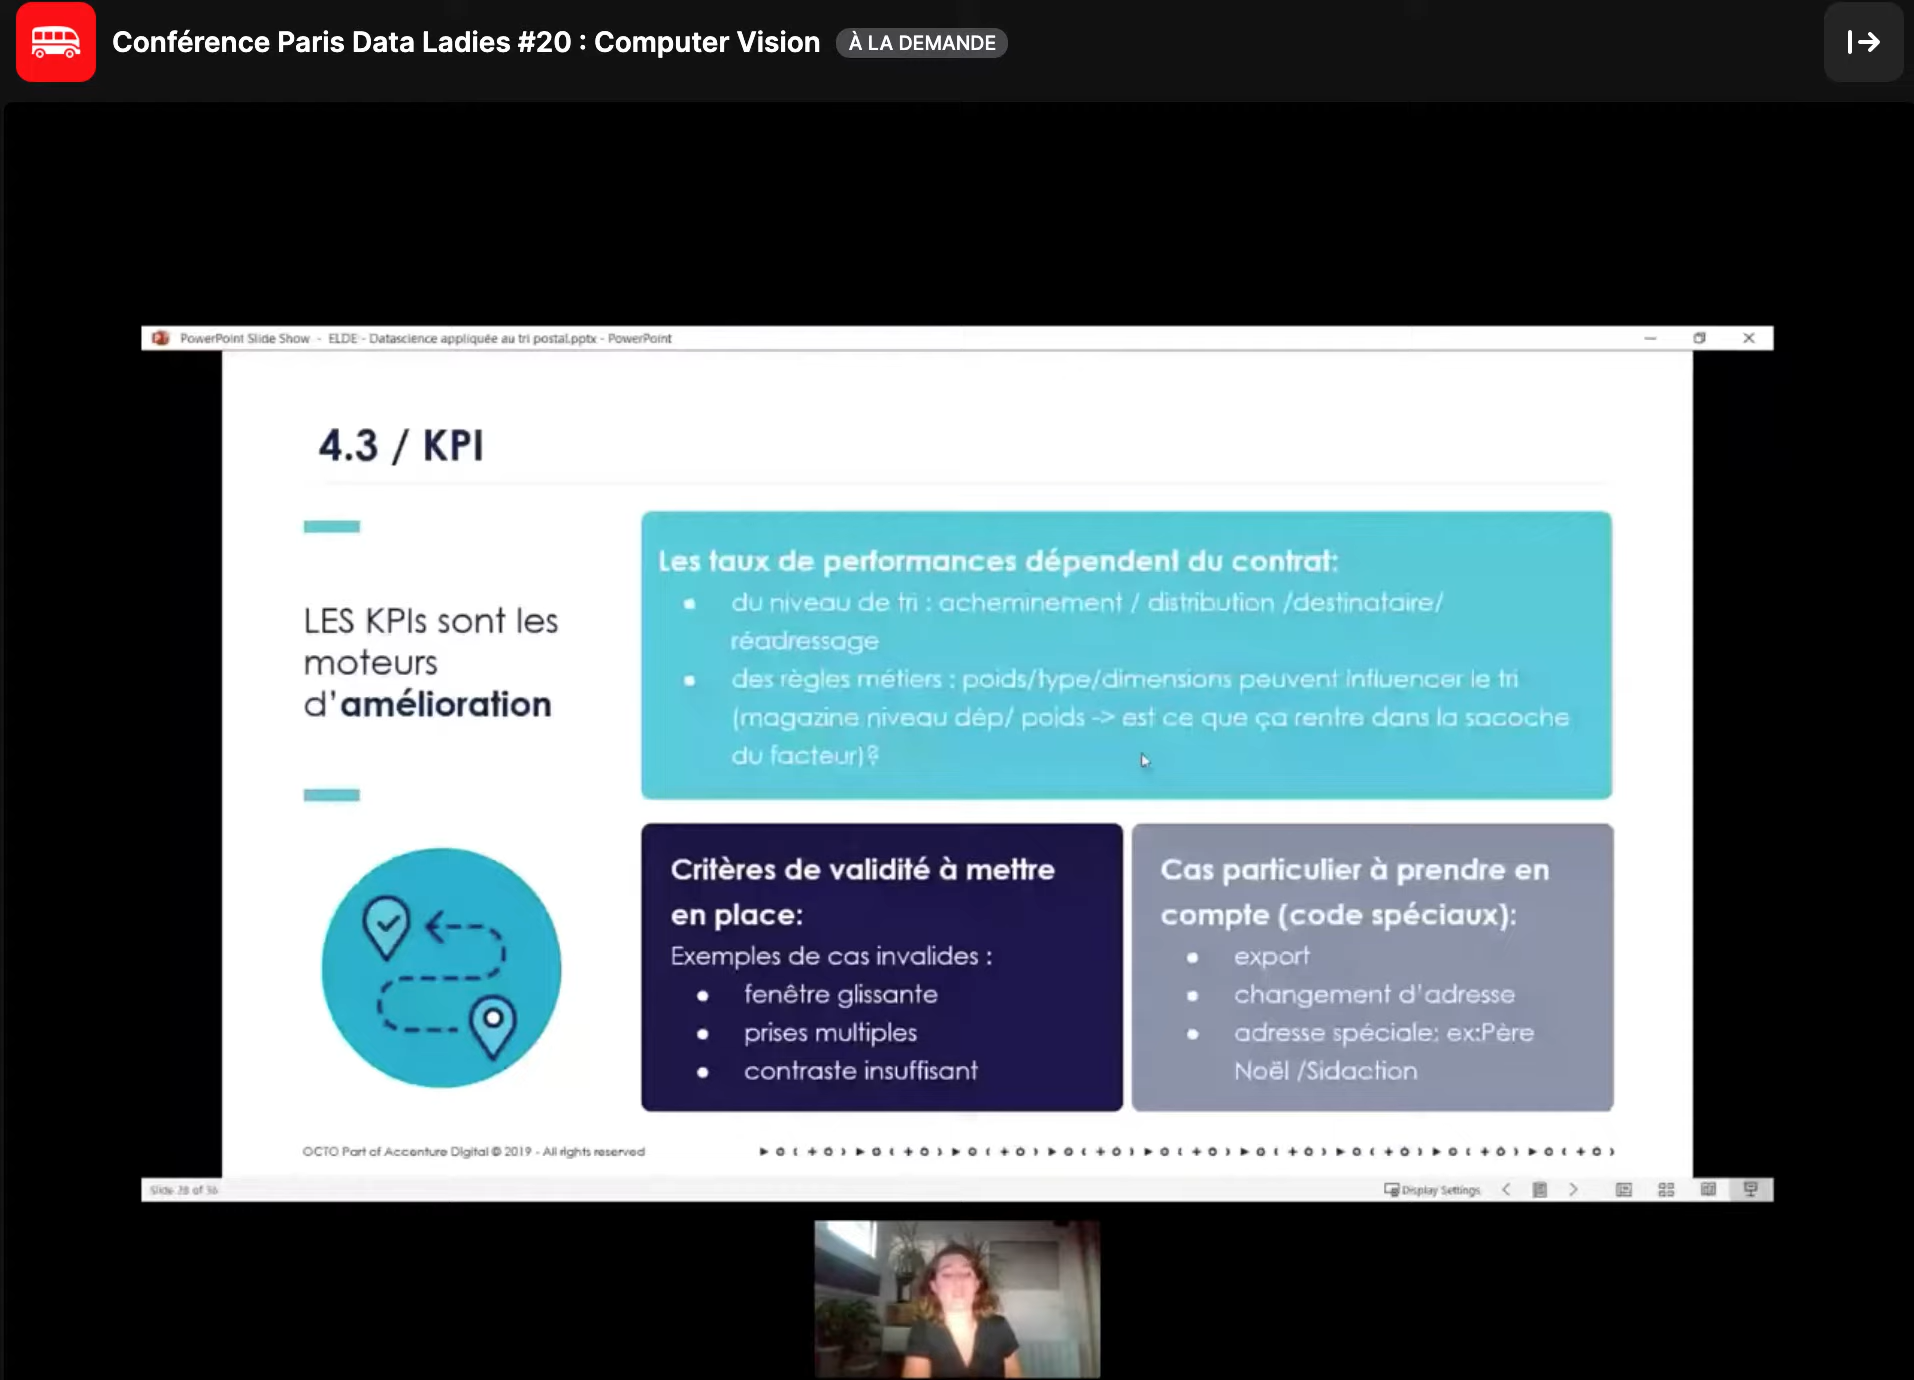 Conférence Paris Data Ladies #20 : Computer Vision À LA DEMANDE
PowerPoint Slide Show - ELDE - Datascience appliquée au tri postal.pptx - PowerPoint
4.3 / KPI
LES KPIs sont les
moteurs
d'amélioration
Les taux de performances dépendent du contrat:
du niveau de tri : acheminement / distribution /destinataire/
réadressage
des règles métiers : poids/type/dimensions peuvent influencer le tri
(magazine niveau dép/ poids -> est ce que ça rentre dans la sacoche
du facteur)?
Critères de validité à mettre
en place:
Exemples de cas invalides :
fenêtre glissante
prises multiples
contraste insuffisant
Cas particulier à prendre en
compte (code spéciaux):
export
changement d'adresse
adresse spéciale; ex:Père
Noël /Sidaction
OCTO Part of Accenture Digital © 2019 - All rights reserved
Slide 28 of 36
Display Settings